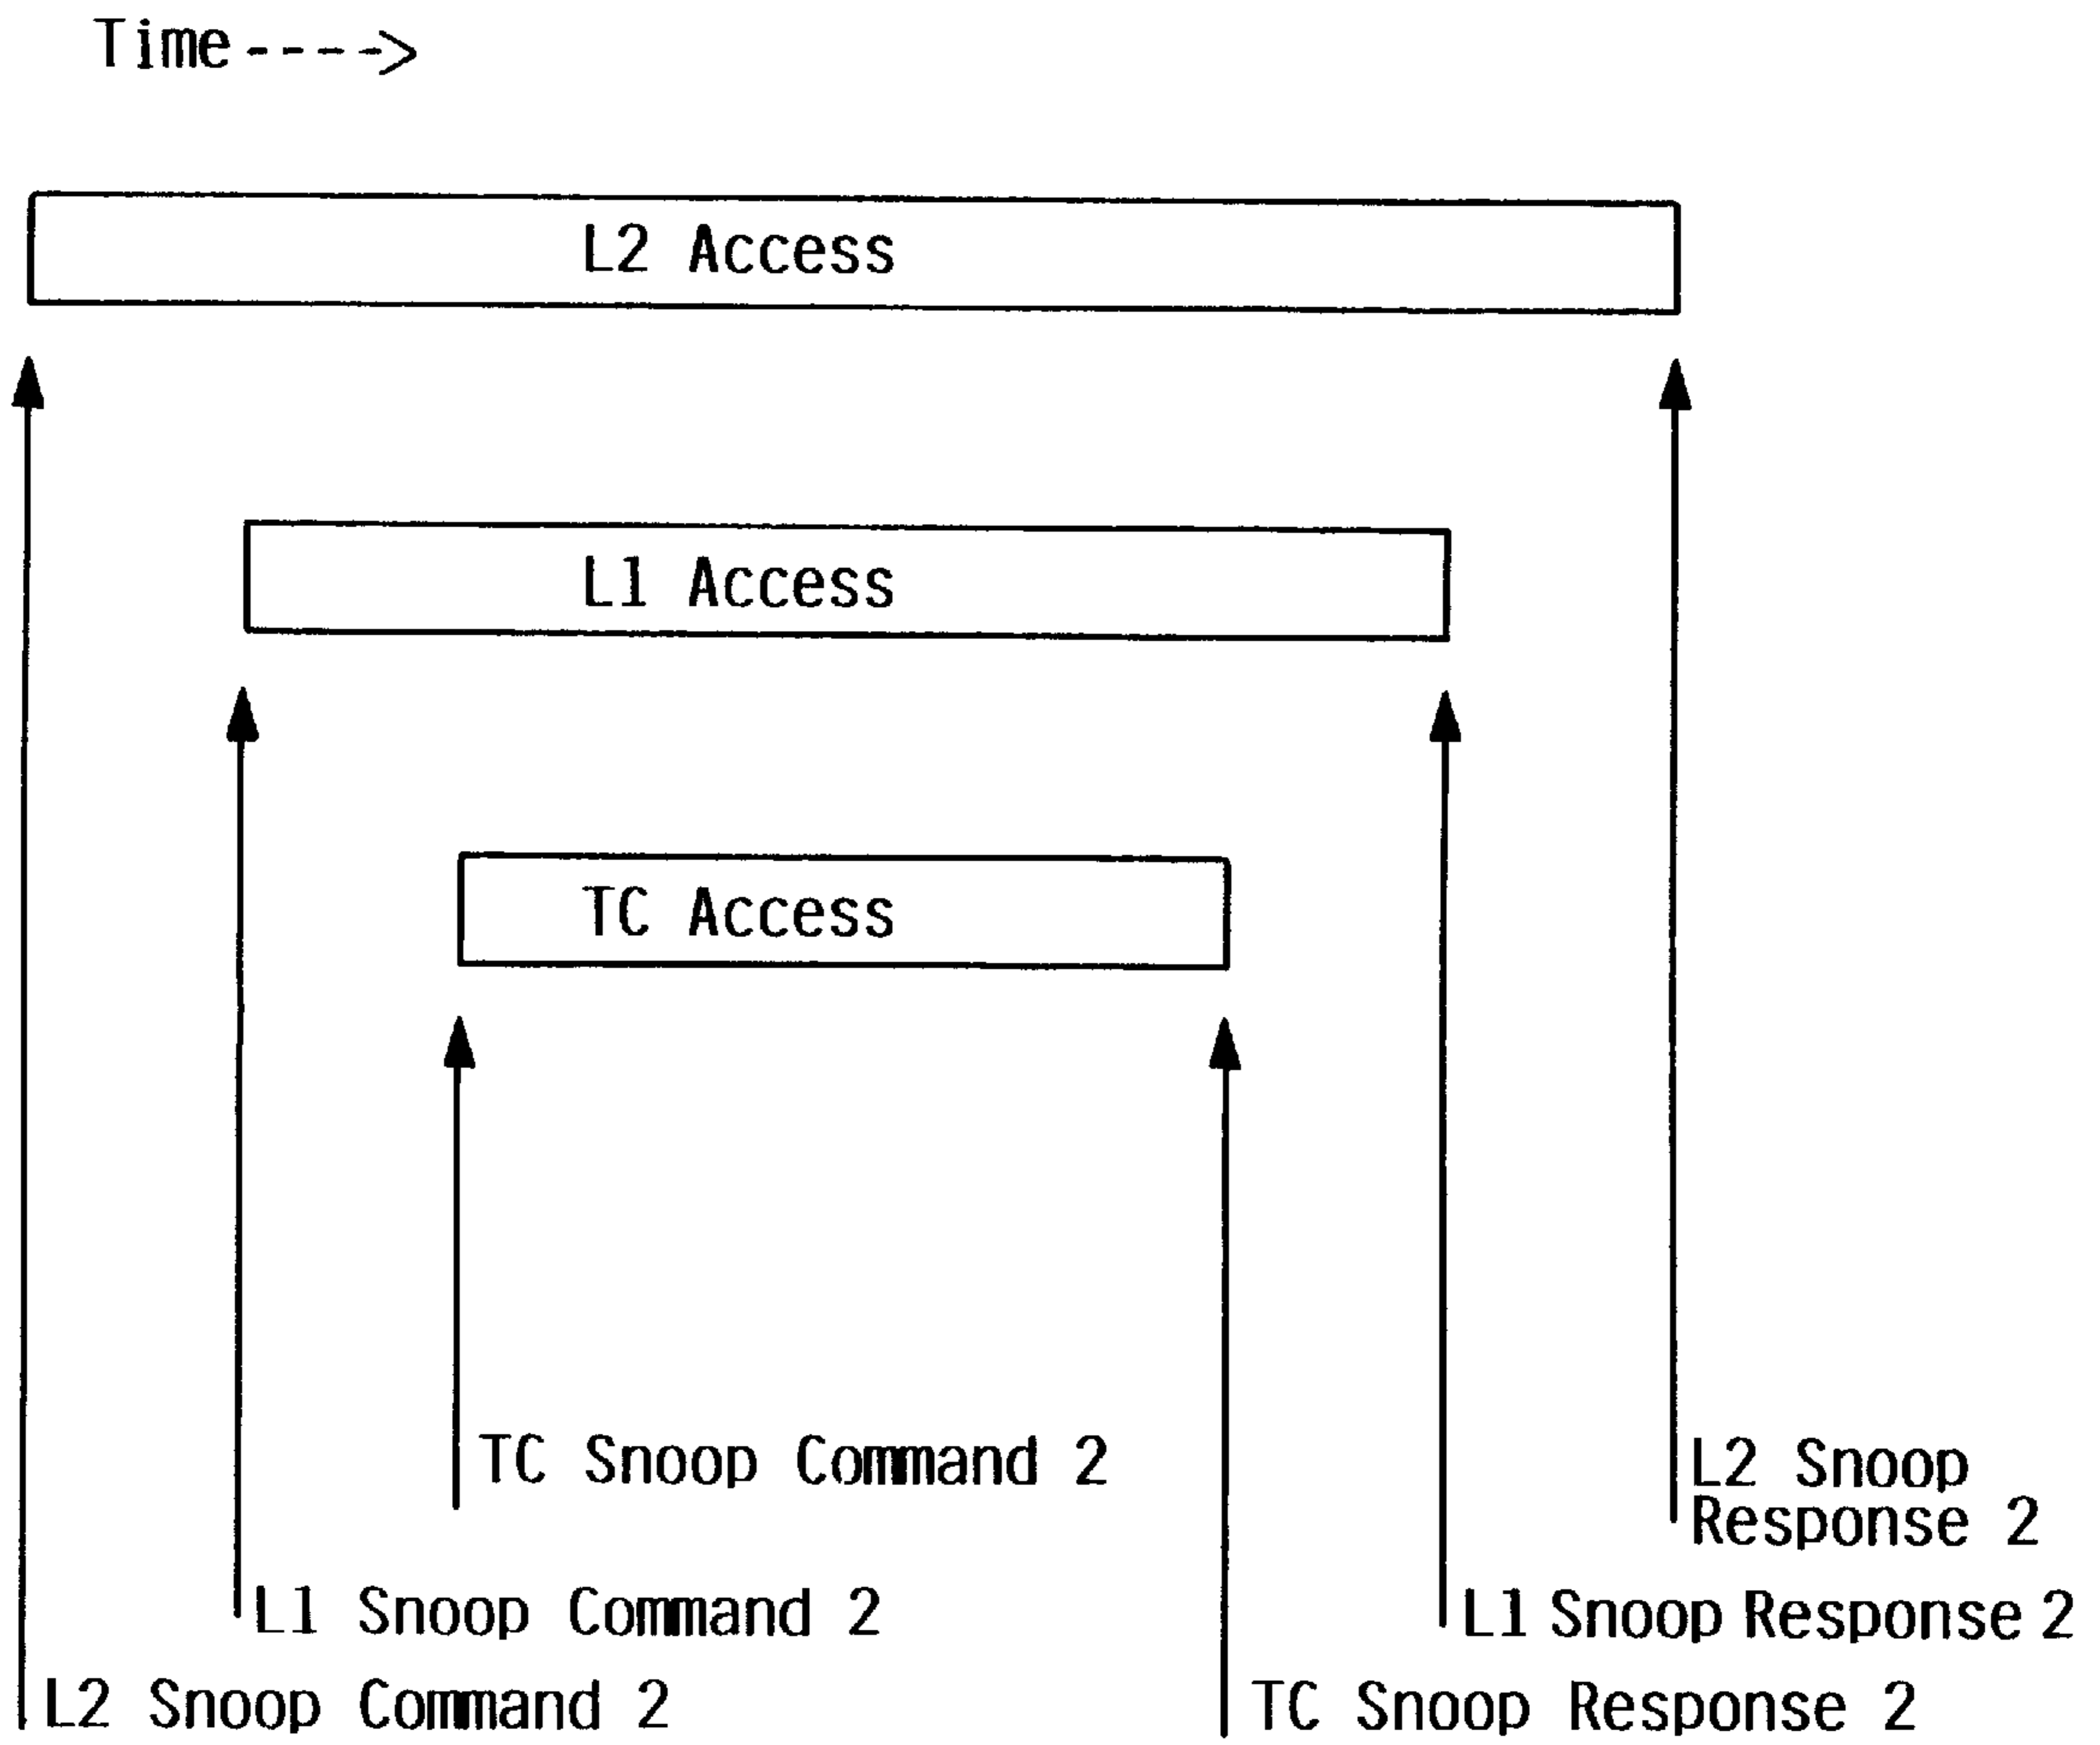 Time---->
L2 Access
L1 Access
TC Access
TC Snoop Command 2
L2 Snoop
Response 2
L1 Snoop Command 2
L1 Snoop Response 2
L2 Snoop Command 2
TC Snoop Response 2